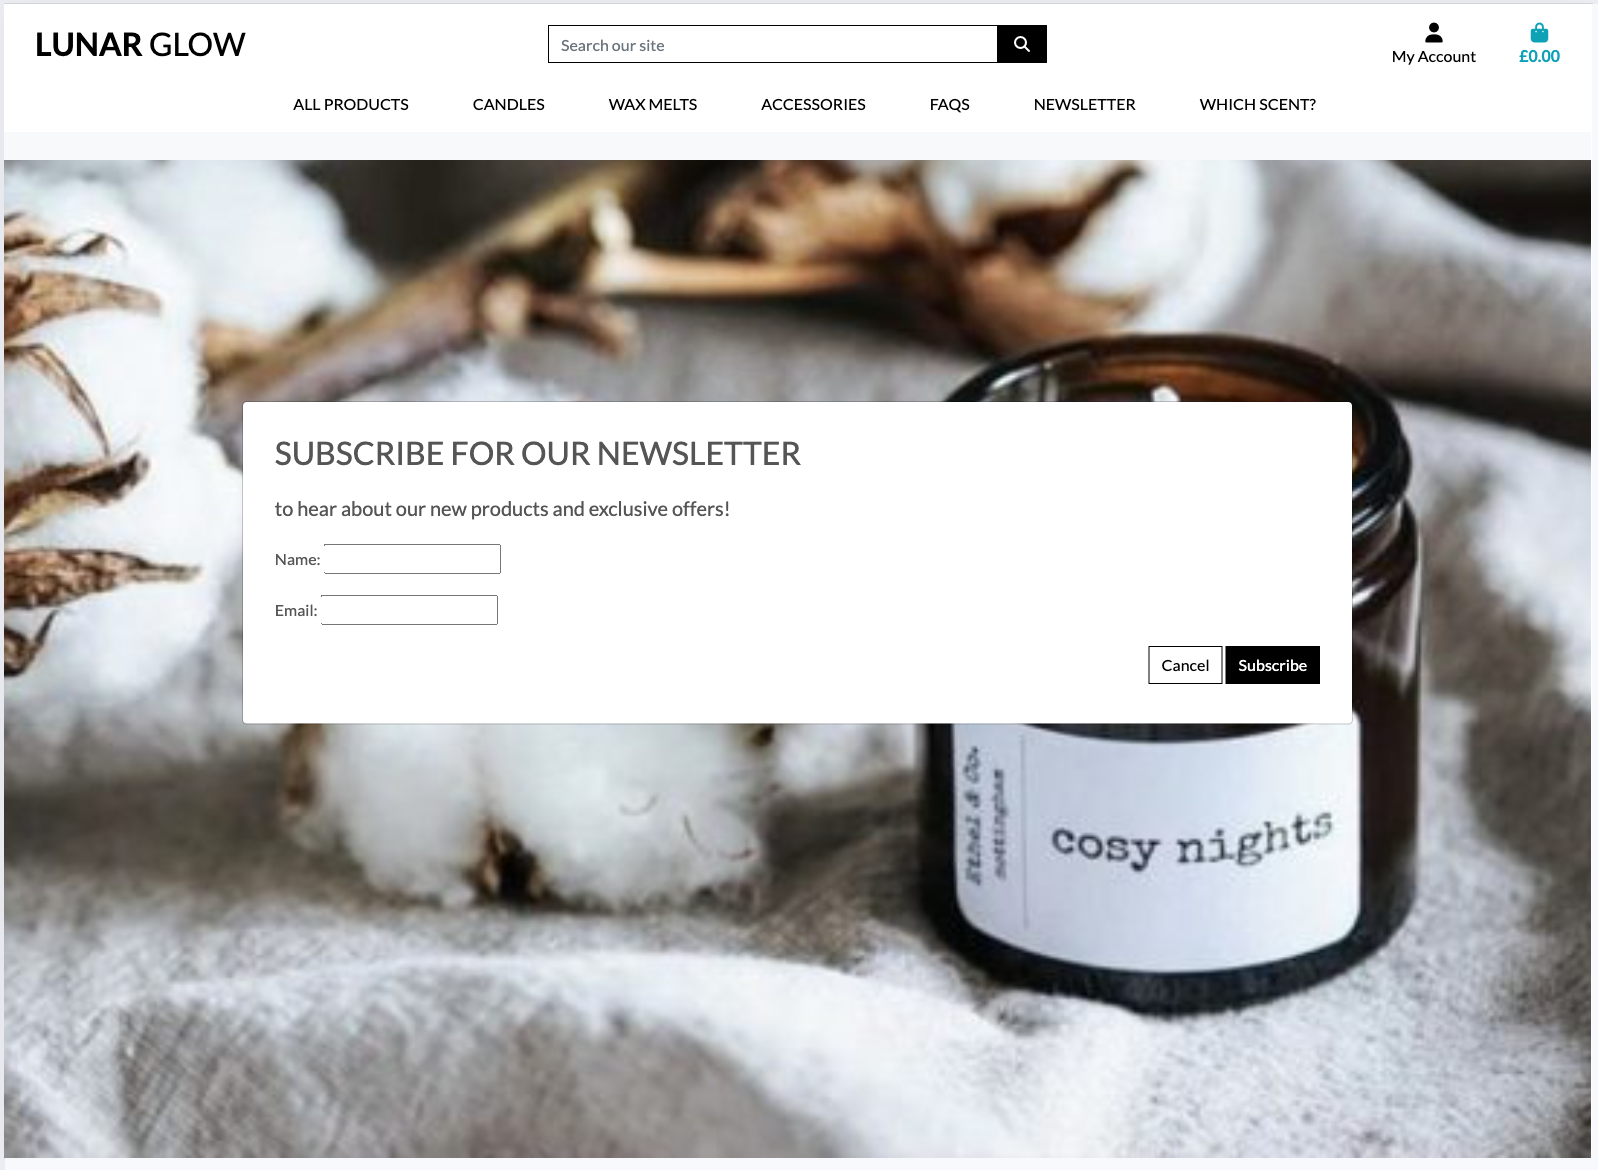 LUNAR GLOW
Search our site
My Account
£0.00
ALL PRODUCTS CANDLES WAX MELTS ACCESSORIES FAQS NEWSLETTER WHICH SCENT?
SUBSCRIBE FOR OUR NEWSLETTER
to hear about our new products and exclusive offers!
Name:
Email:
Cancel Subscribe
Ethel & Co.
nottingham
cosy nights